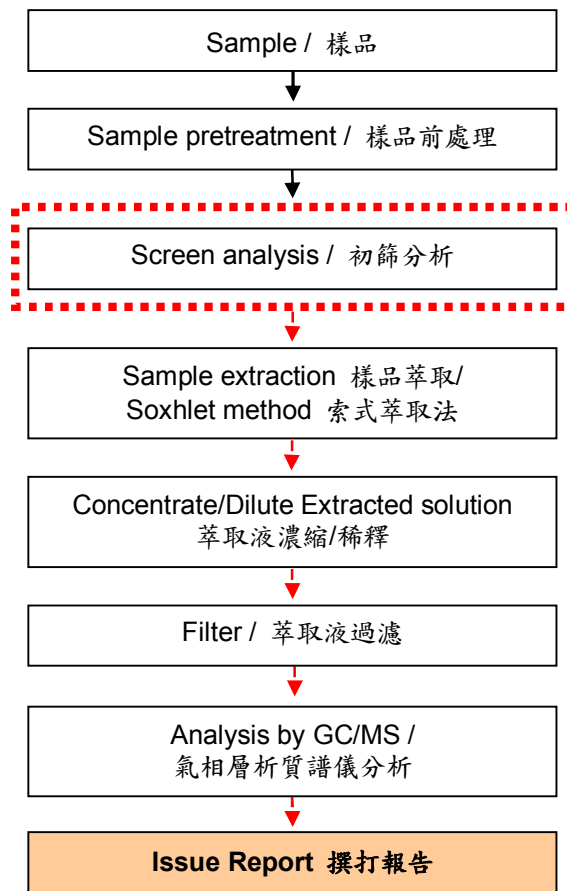 Sample / 樣品
Sample pretreatment / 樣品前處理
Screen analysis / 初篩分析
Sample extraction 樣品萃取/
Soxhlet method 索式萃取法
Concentrate/Dilute Extracted solution
萃取液濃縮/稀釋
Filter / 萃取液過濾
Analysis by GC/MS /
氣相層析質譜儀分析
Issue Report 撰打報告